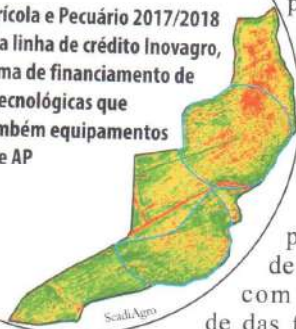 rícola e Pecuário 2017/2018
a linha de crédito Inovagro,
ma de financiamento de
ecnológicas que
mbém equipamentos
e AP
ScadiAgro
p
de
com
de das